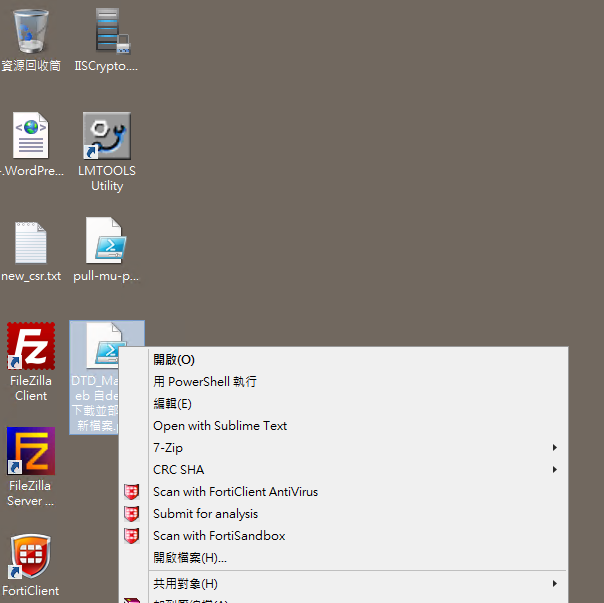 資源回收筒
IISCrypto....
-.WordPre...
LMTOOLS
Utility
new_csr.txt
pull-mu-p...
FileZilla
Client
DTD_Ma
eb 自de
下載並部
新檔案.p
FileZilla
Server ...
FortiClient
開啟(O)
用 PowerShell 執行
編輯(E)
Open with Sublime Text
7-Zip
CRC SHA
Scan with FortiClient AntiVirus
Submit for analysis
Scan with FortiSandbox
開啟檔案(H)...
共用對象(H)